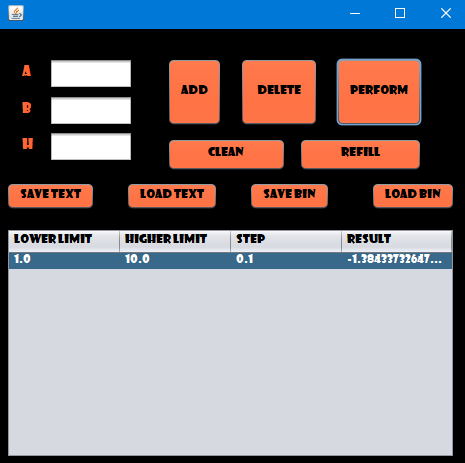 A
B
H
ADD DELETE PERFORM
CLEAN REFILL
SAVE TEXT LOAD TEXT SAVE BIN LOAD BIN
LOWER LIMIT HIGHER LIMIT STEP RESULT
1.0 10.0 0.1 -1.38433732647...